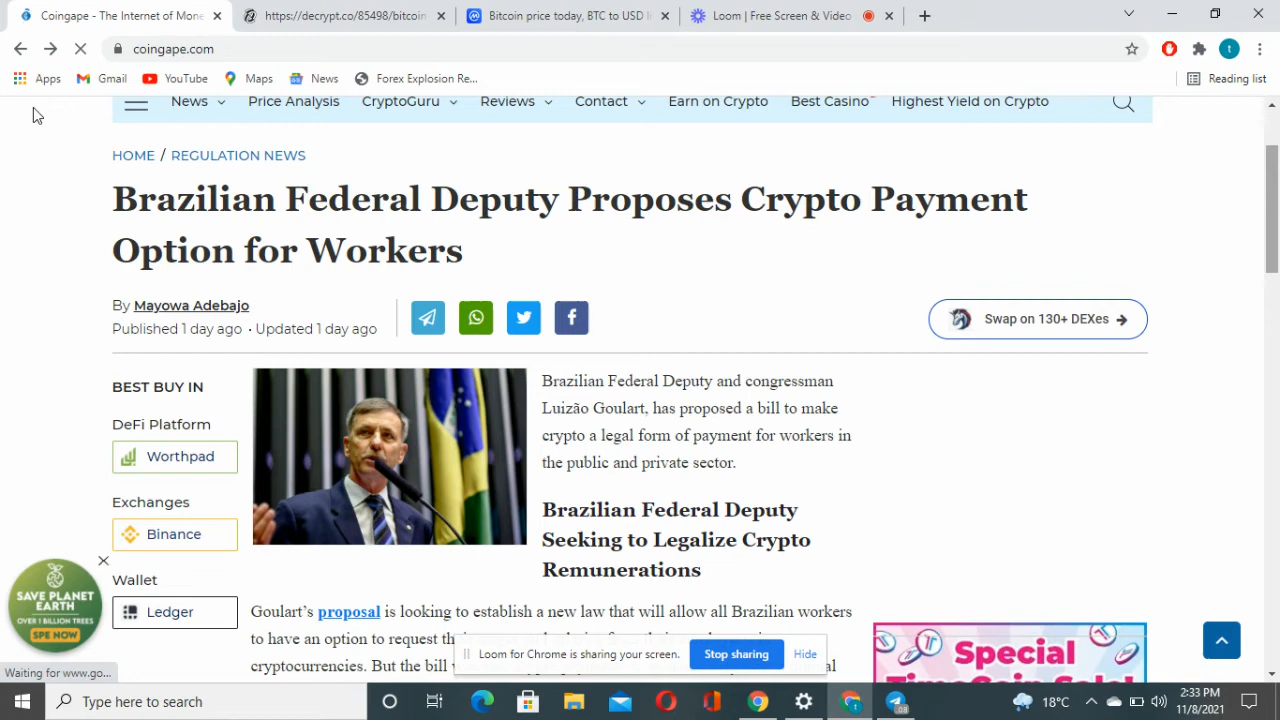 Coingape - The Internet of Mone
https://decrypt.co/85498/bitcoin
Bitcoin price today, BTC to USD li
Loom | Free Screen & Video
coingape.com
t
Apps
Gmail
YouTube
Maps
News
Forex Explosion Re...
Reading list
News
Price Analysis
CryptoGuru
Reviews
Contact
Earn on Crypto
Best Casino
Highest Yield on Crypto
HOME / REGULATION NEWS
Brazilian Federal Deputy Proposes Crypto Payment
Option for Workers
By Mayowa Adebajo
Published 1 day ago · Updated 1 day ago
Swap on 130+ DEXes
BEST BUY IN
DeFi Platform
Worthpad
Exchanges
Binance
Wallet
Ledger
SAVE PLANET
EARTH
OVER 1 BILLION TREES
SPE NOW
Brazilian Federal Deputy and congressman
Luizão Goulart, has proposed a bill to make
crypto a legal form of payment for workers in
the public and private sector.
Brazilian Federal Deputy
Seeking to Legalize Crypto
Remunerations
Goulart's proposal is looking to establish a new law that will allow all Brazilian workers
to have an option to request
cryptocurrencies. But the bill
Special
Loom for Chrome is sharing your screen.
Stop sharing
Hide
Waiting for www.go...
Type here to search
18°C
2:33 PM
11/8/2021